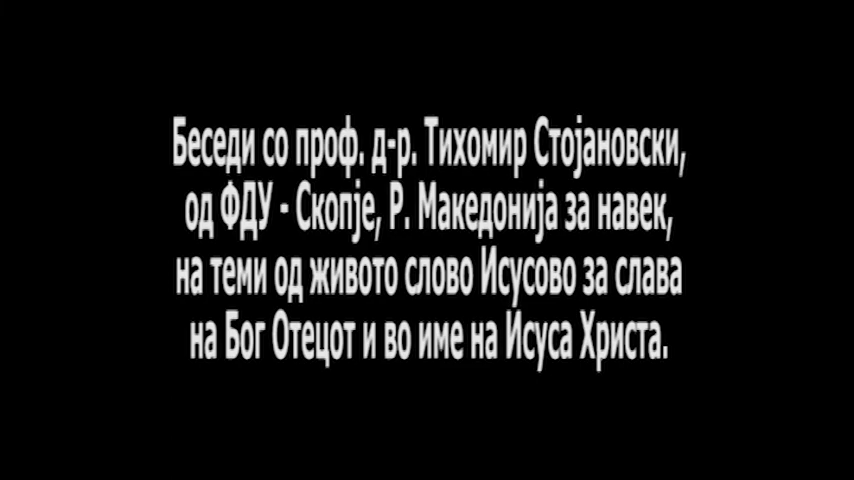 Беседи со проф. д-р. Тихомир Стојановски,
од ФДУ - Скопје, Р. Македонија за навек,
на теми од живото слово Исусово за слава
на Бог Отецот и во име на Исуса Христа.